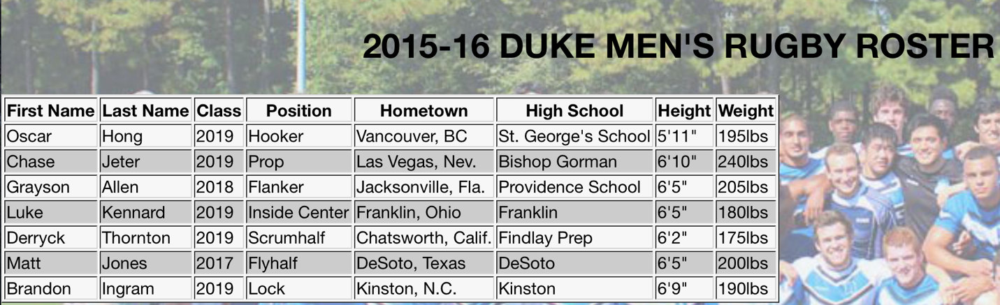 2015-16 DUKE MEN'S RUGBY ROSTER
First Name Last Name Class Position Hometown High School Height Weight
Oscar Hong 2019 Hooker Vancouver, BC St. George's School 5'11" 195lbs
Chase Jeter 2019 Prop Las Vegas, Nev. Bishop Gorman 6'10" 240lbs
Grayson Allen 2018 Flanker Jacksonville, Fla. Providence School 6'5" 205lbs
Luke Kennard 2019 Inside Center Franklin, Ohio Franklin 6'5" 180lbs
Derryck Thornton 2019 Scrumhalf Chatsworth, Calif. Findlay Prep 6'2" 175lbs
Matt Jones 2017 Flyhalf DeSoto, Texas DeSoto 6'5" 200lbs
Brandon Ingram 2019 Lock Kinston, N.C. Kinston 6'9" 190lbs